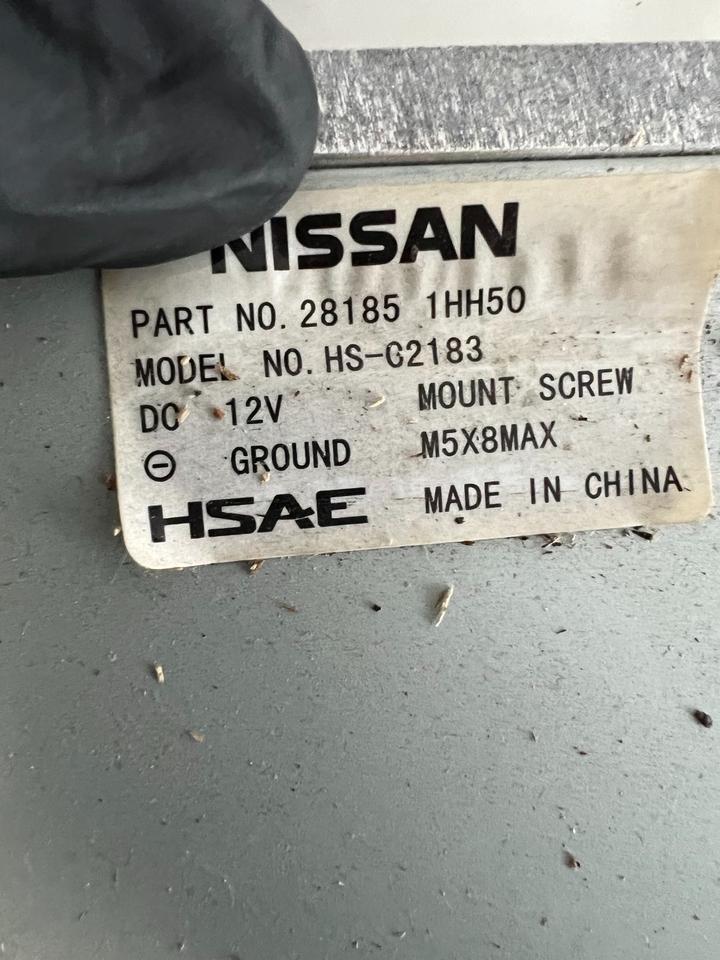 NISSAN
PART NO. 28185 1HH50
MODEL NO. HS-C2183
DC 12V MOUNT SCREW
⊖ GROUND M5X8MAX
HSAE MADE IN CHINA